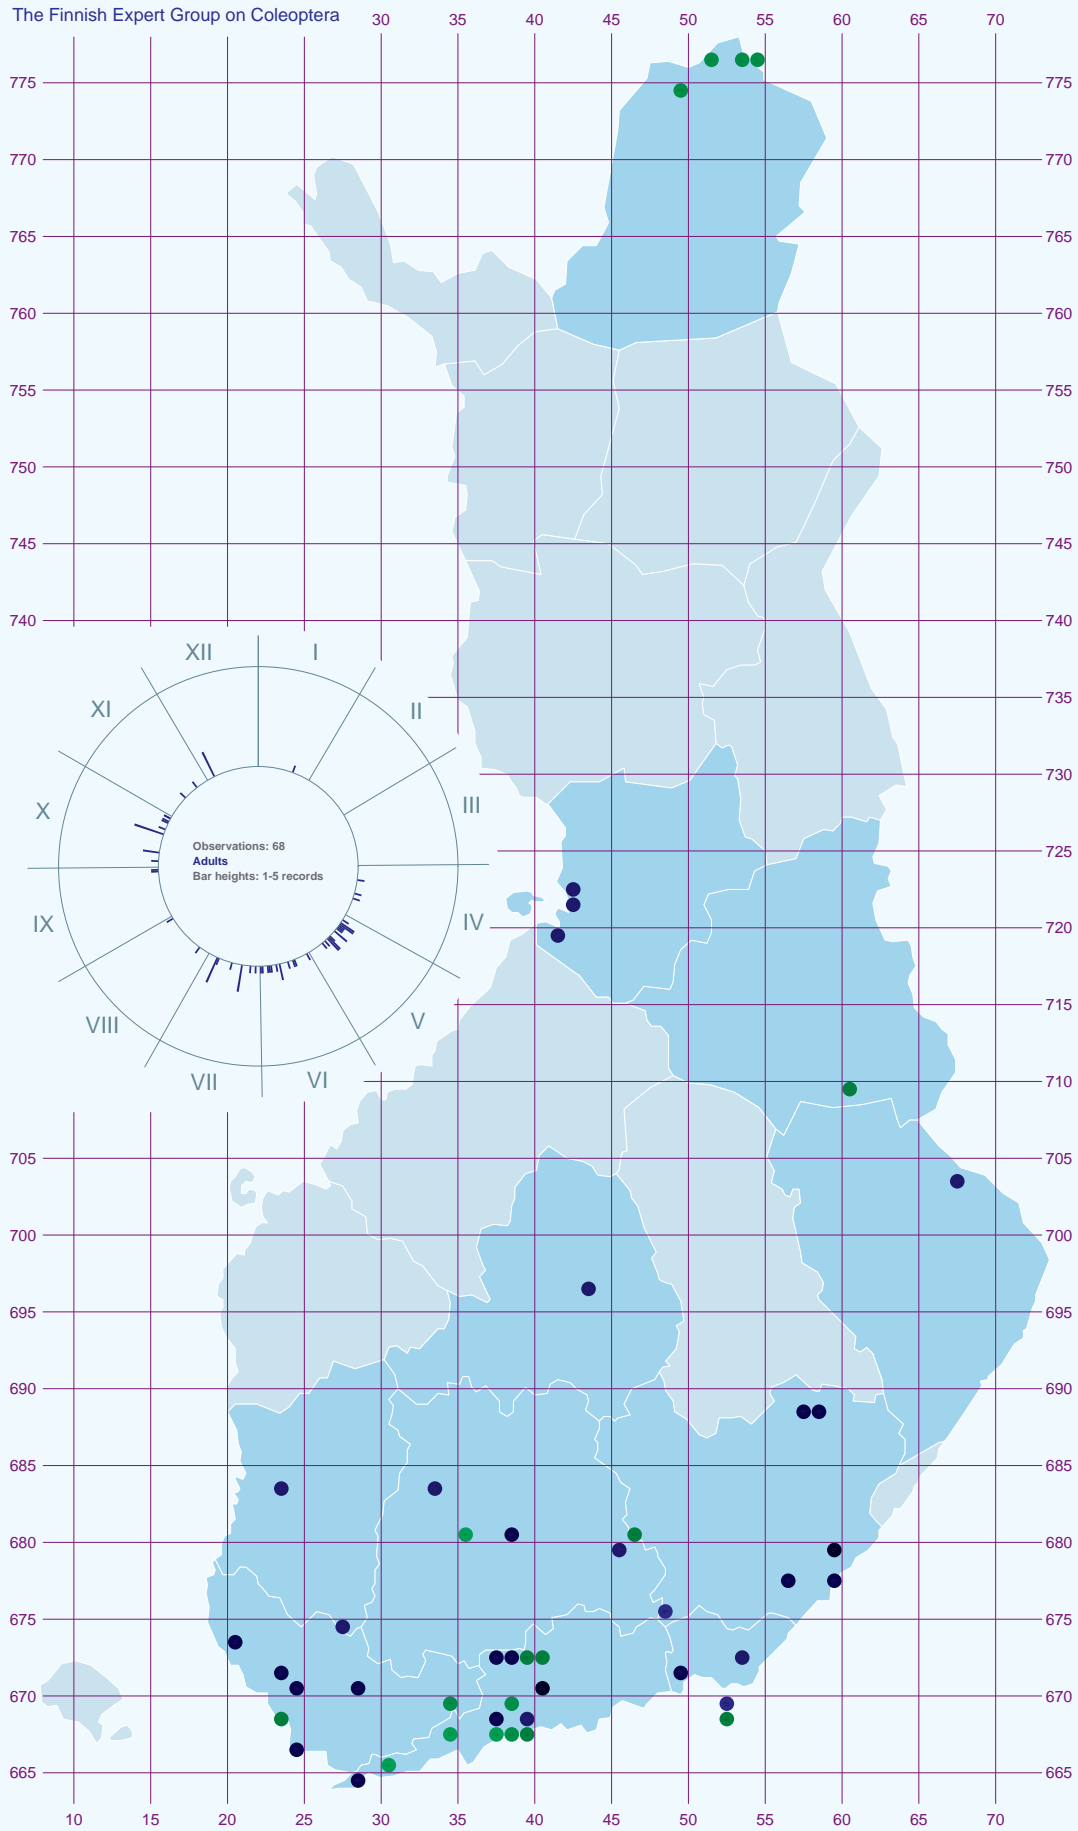 The Finnish Expert Group on Coleoptera
30 40 45 50 55 60 65 70
775 775
770 770
765 765
760 760
755 755
750 750
745 745
740 740
XII I
735
XI II
730
X III
725
Observations: 68
Adults
Bar heights: 1-5 records
IX IV 720
715
VIII V
VII VI 710
705 705
700 700
695 695
690 690
685 685
680 680
675 675
670 670
665 665
10 15 20 25 30 35 40 45 50 55 60 65 70